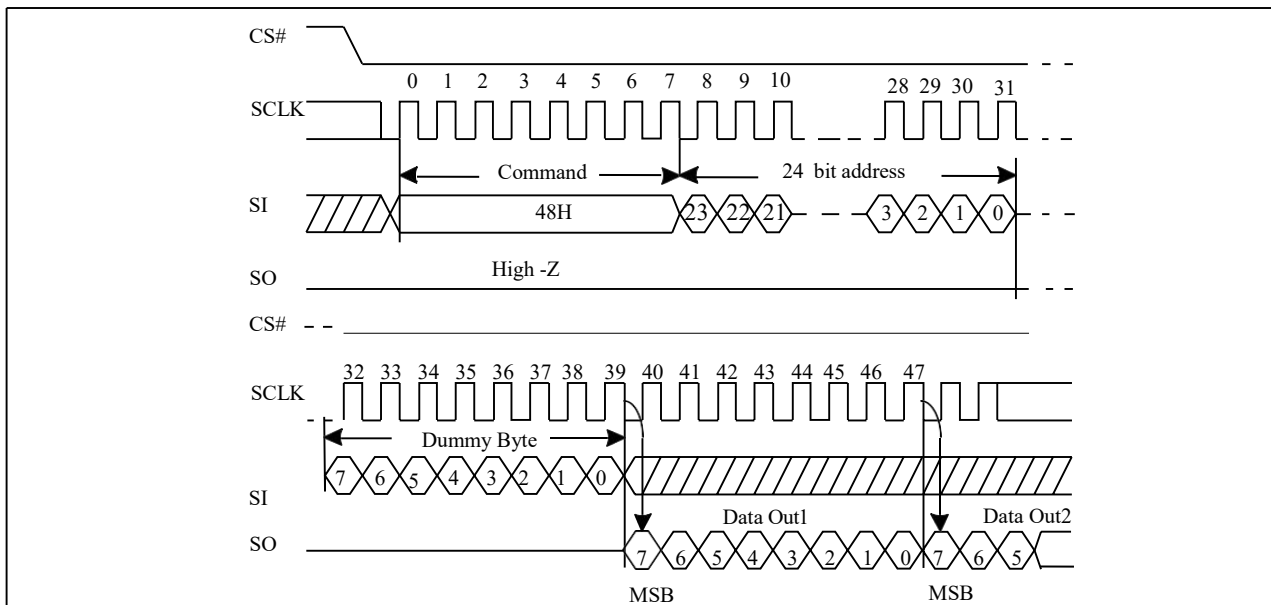 CS#
0 1 2 3 4 5 6 7 8 9 10 28 29 30 31
SCLK
Command 24 bit address
SI 48H 23 22 21 3 2 1 0
High -Z
SO
CS#
32 33 34 35 36 37 38 39 40 41 42 43 44 45 46 47
SCLK
Dummy Byte
7 6 5 4 3 2 1 0
SI
Data Out1 Data Out2
SO 7 6 5 4 3 2 1 0 7 6 5
MSB MSB